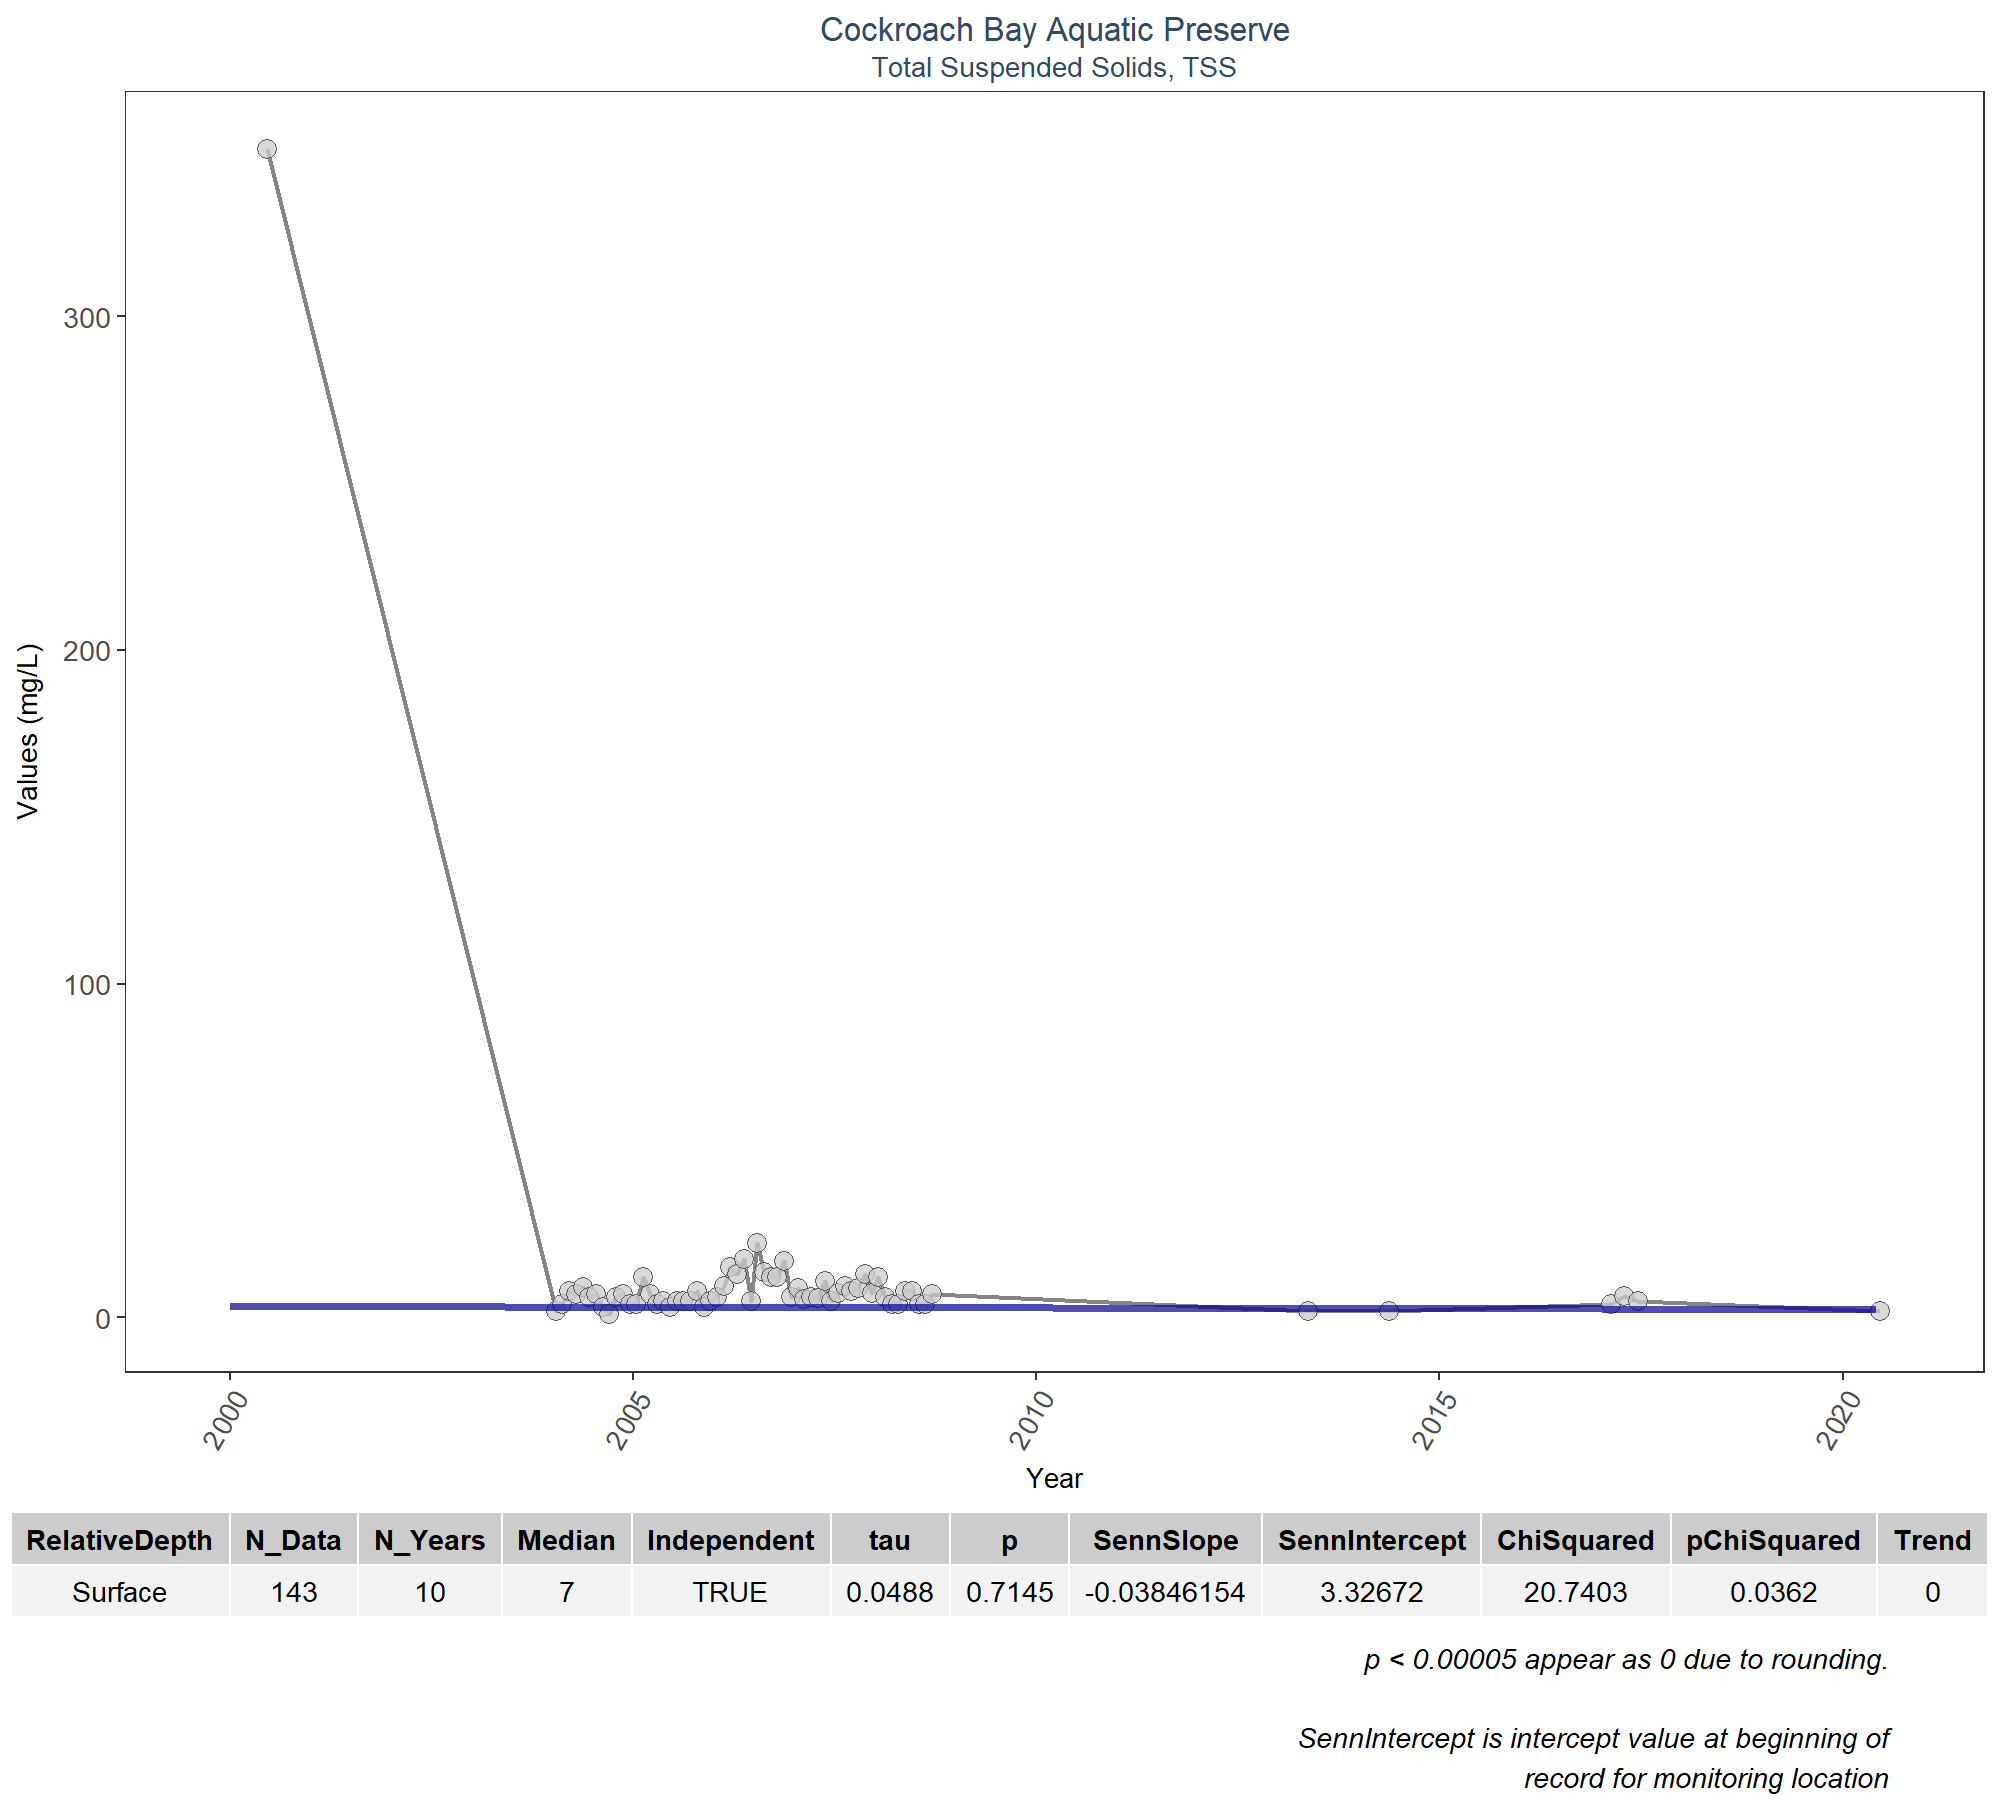 Cockroach Bay Aquatic Preserve
Total Suspended Solids, TSS
Values (mg/L)
300
200
100
0
2000 2005 2010 2015 2020
Year
RelativeDepth N_Data N_Years Median Independent tau p SennSlope SennIntercept ChiSquared pChiSquared Trend
Surface 143 10 7 TRUE 0.0488 0.7145 -0.03846154 3.32672 20.7403 0.0362 0
p < 0.00005 appear as 0 due to rounding.
SennIntercept is intercept value at beginning of
record for monitoring location